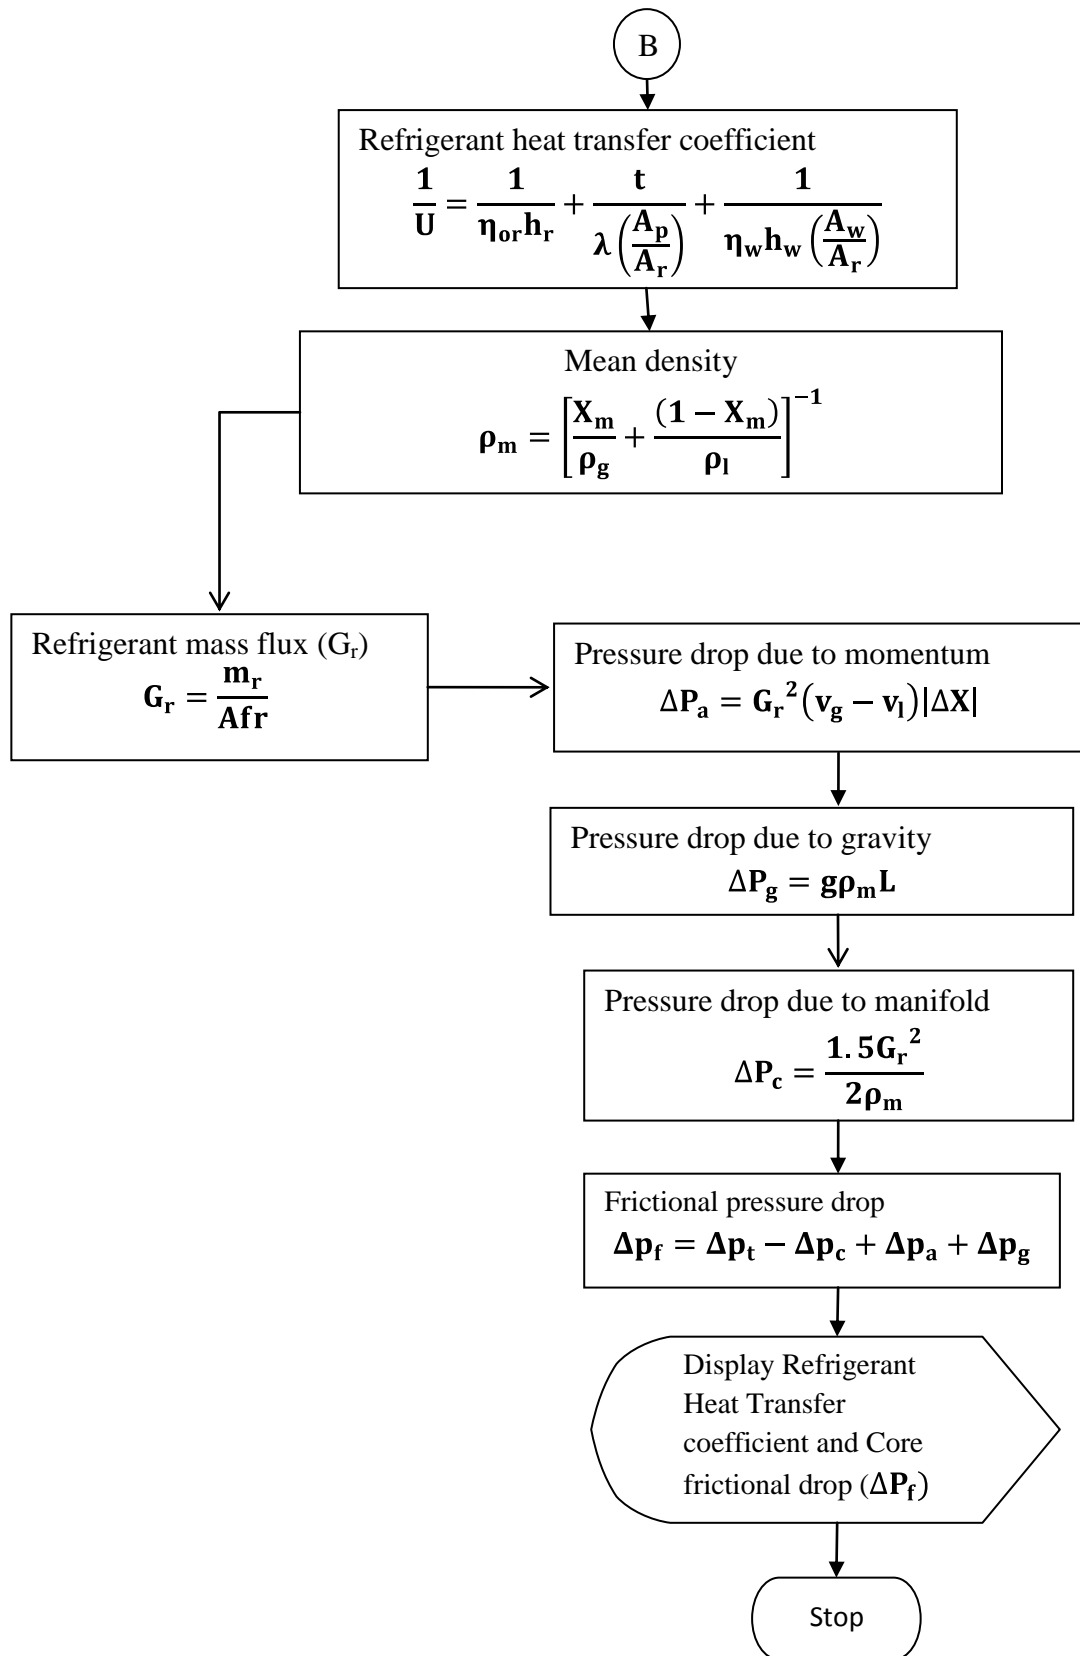 B
Refrigerant heat transfer coefficient
1/U = 1/(η_or h_r) + t/(λ(A_p/A_r)) + 1/(η_w h_w (A_w/A_r))
Mean density
ρ_m = [X_m/ρ_g + (1 − X_m)/ρ_l]^−1
Refrigerant mass flux (G_r)
G_r = m_r/Afr
Pressure drop due to momentum
ΔP_a = G_r^2(v_g − v_l)|ΔX|
Pressure drop due to gravity
ΔP_g = gρ_m L
Pressure drop due to manifold
ΔP_c = 1.5G_r^2/2ρ_m
Frictional pressure drop
Δp_f = Δp_t − Δp_c + Δp_a + Δp_g
Display Refrigerant
Heat Transfer
coefficient and Core
frictional drop (ΔP_f)
Stop